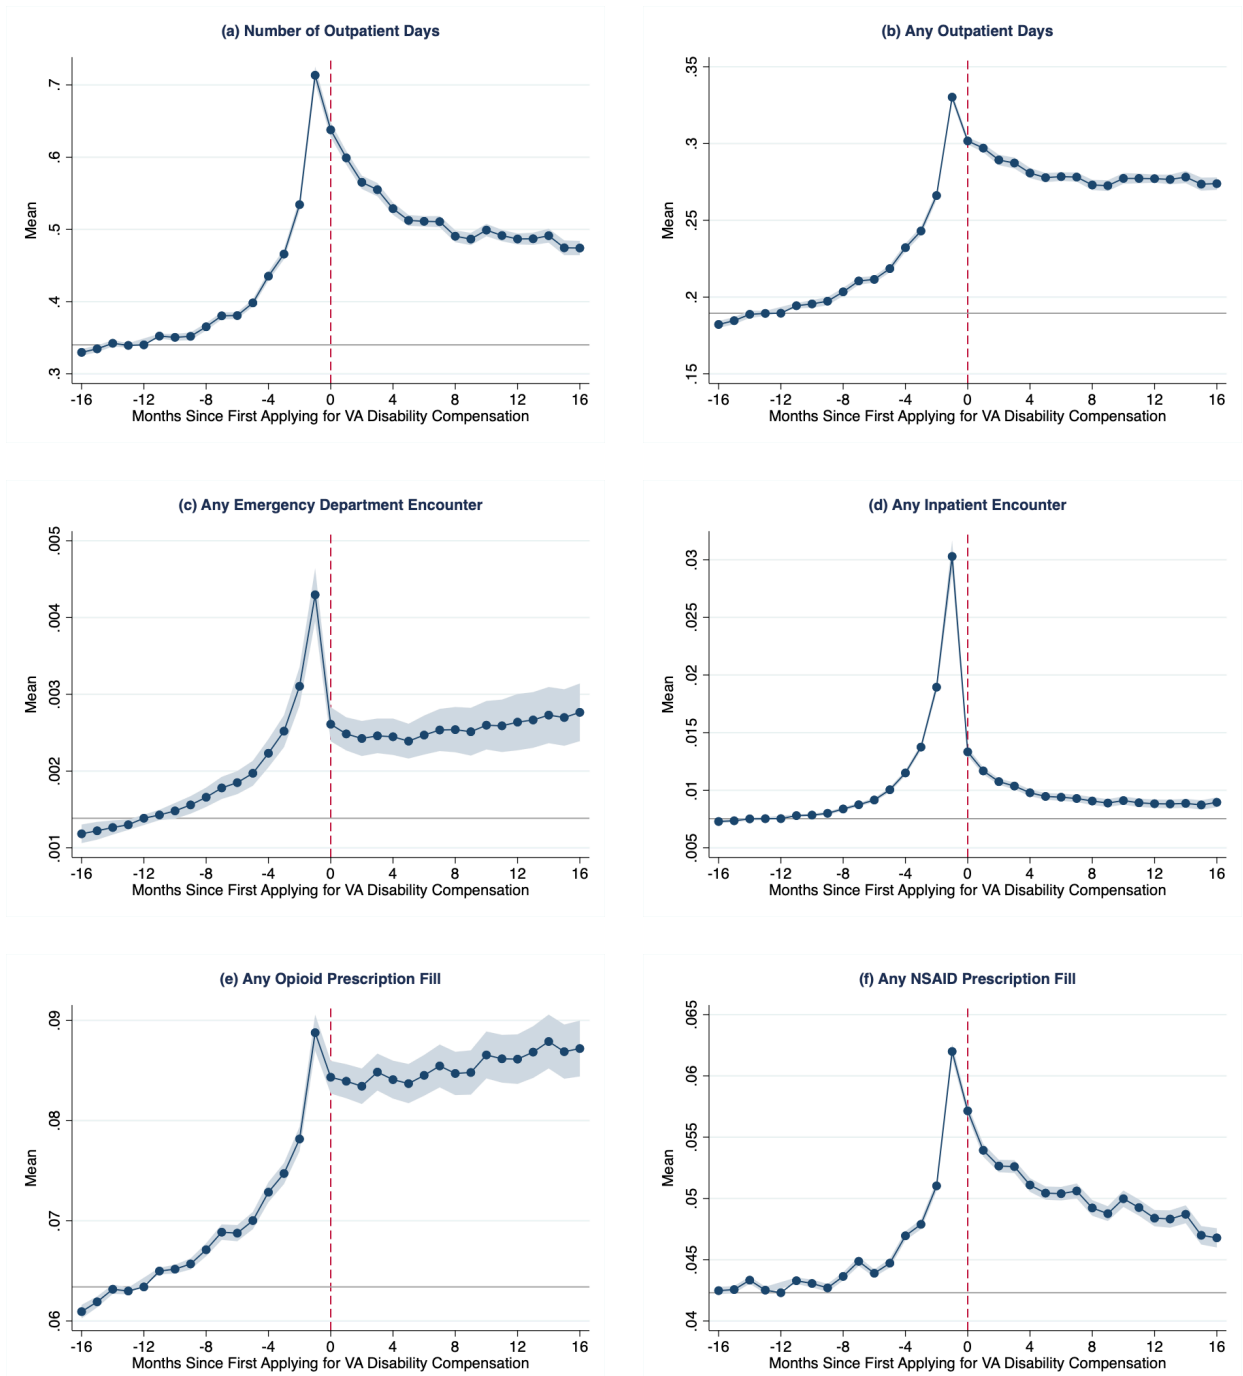 (a) Number of Outpatient Days
Mean
.7
.6
.5
.4
.3
-16 -12 -8 -4 0 4 8 12 16
Months Since First Applying for VA Disability Compensation
(b) Any Outpatient Days
Mean
.35
.3
.25
.2
.15
-16 -12 -8 -4 0 4 8 12 16
Months Since First Applying for VA Disability Compensation
(c) Any Emergency Department Encounter
Mean
.005
.004
.003
.002
.001
-16 -12 -8 -4 0 4 8 12 16
Months Since First Applying for VA Disability Compensation
(d) Any Inpatient Encounter
Mean
.03
.025
.02
.015
.01
.005
-16 -12 -8 -4 0 4 8 12 16
Months Since First Applying for VA Disability Compensation
(e) Any Opioid Prescription Fill
Mean
.09
.08
.07
.06
-16 -12 -8 -4 0 4 8 12 16
Months Since First Applying for VA Disability Compensation
(f) Any NSAID Prescription Fill
Mean
.065
.06
.055
.05
.045
.04
-16 -12 -8 -4 0 4 8 12 16
Months Since First Applying for VA Disability Compensation